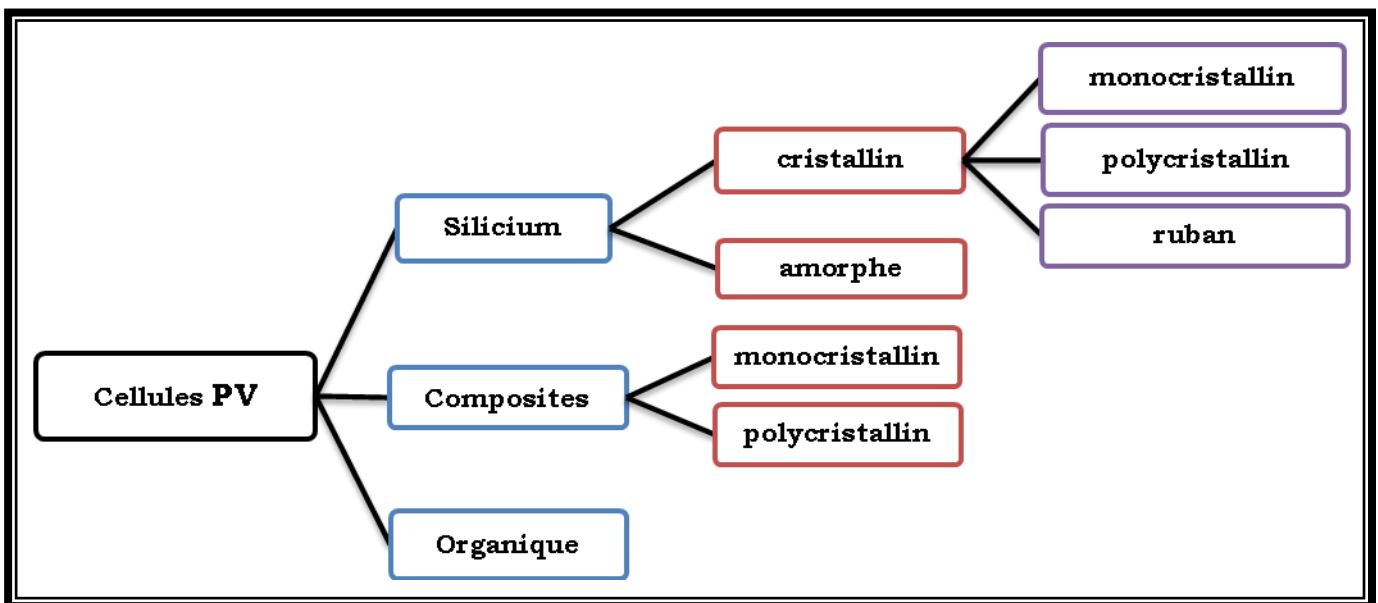 monocristallin
cristallin
polycristallin
Silicium
ruban
amorphe
monocristallin
Cellules PV
Composites
polycristallin
Organique